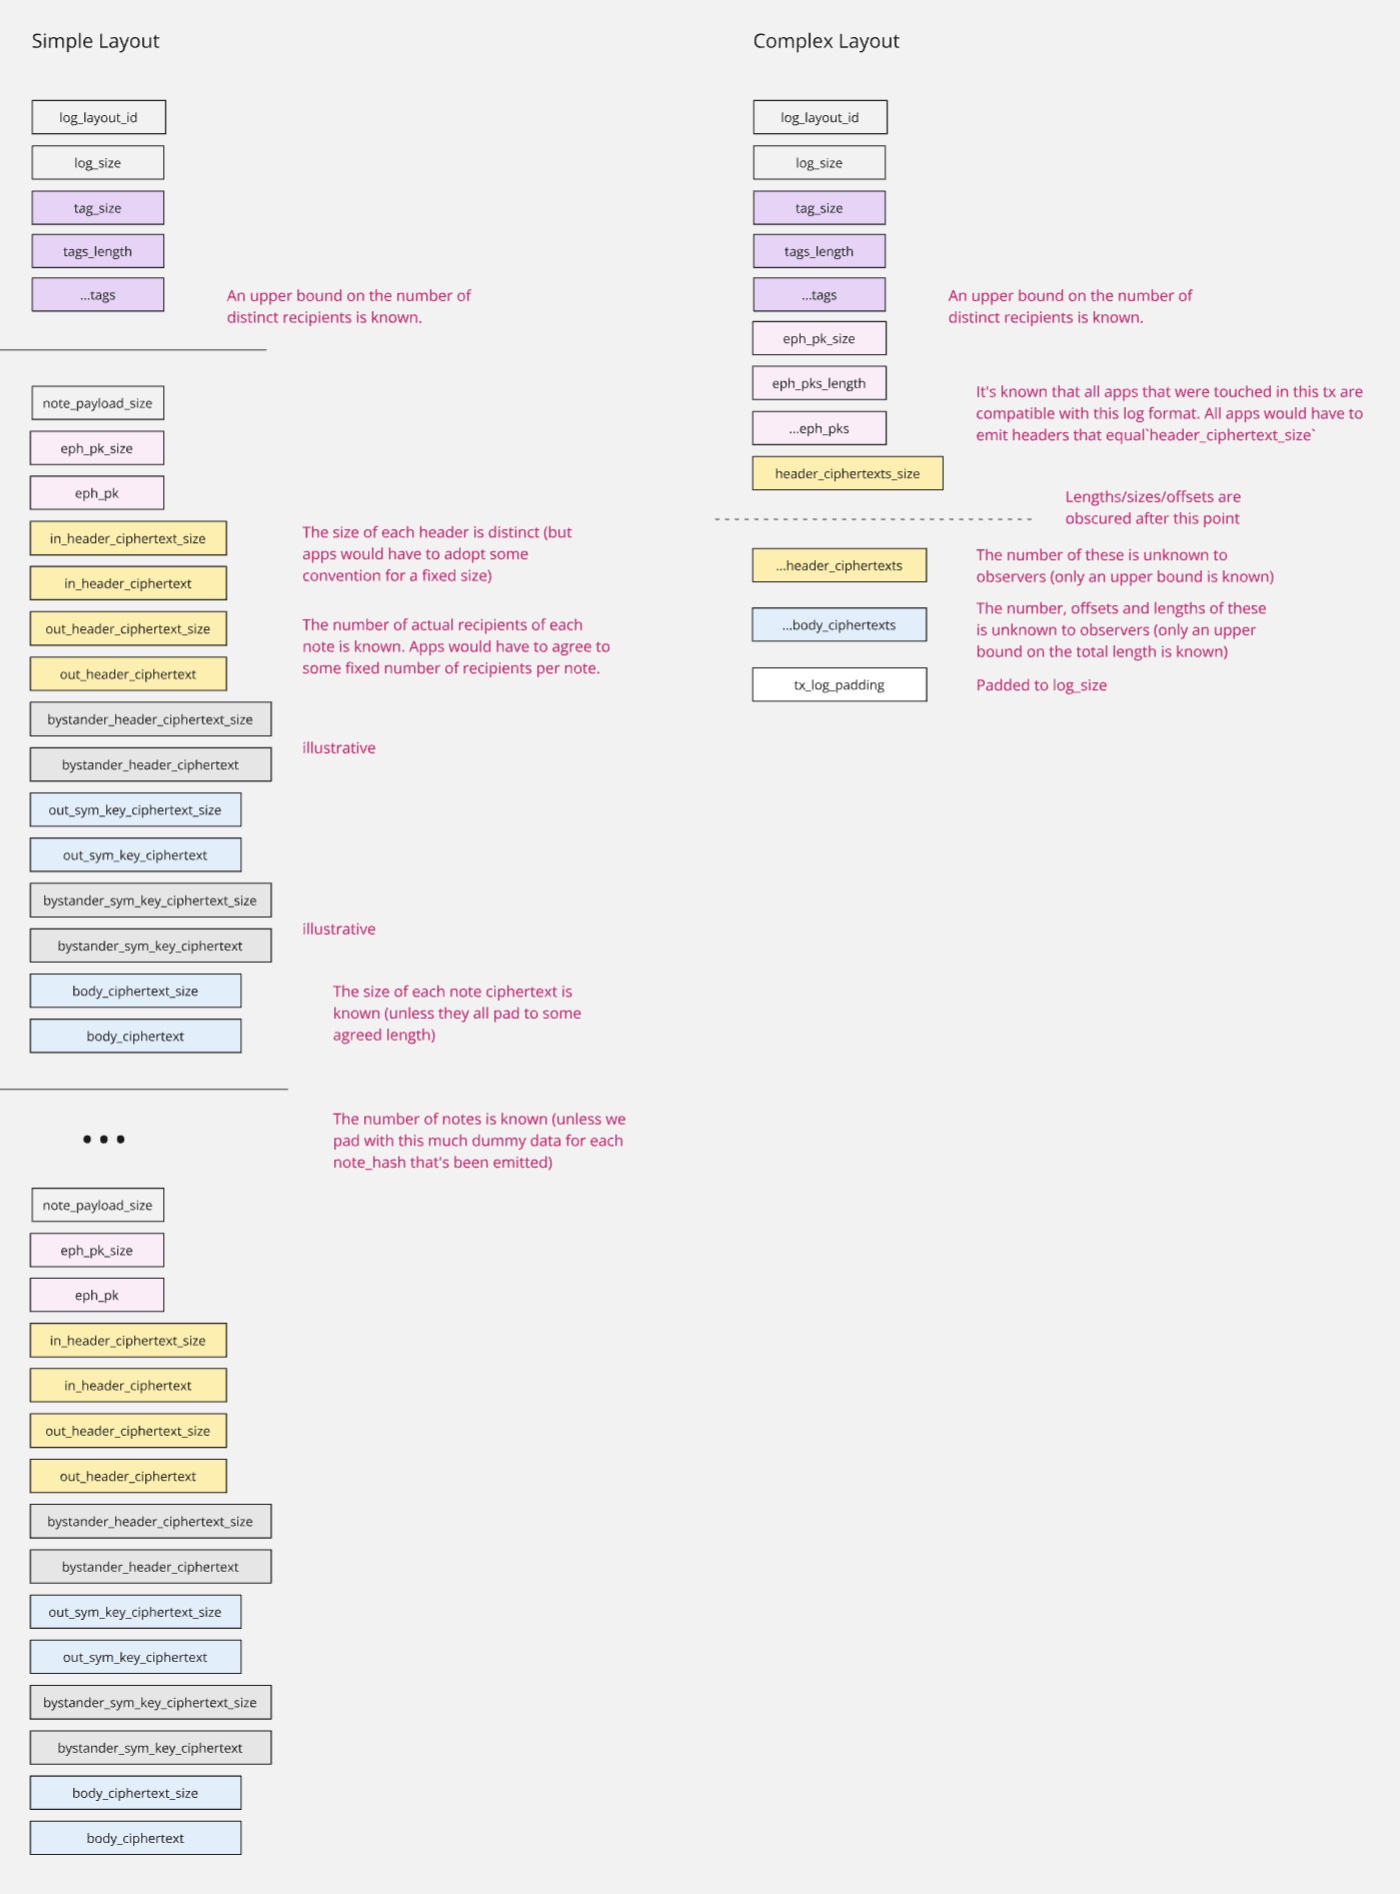 Simple Layout
log_layout_id
log_size
tag_size
tags_length
...tags
An upper bound on the number of
distinct recipients is known.
note_payload_size
eph_pk_size
eph_pk
in_header_ciphertext_size
in_header_ciphertext
The size of each header is distinct (but
apps would have to adopt some
convention for a fixed size)
out_header_ciphertext_size
out_header_ciphertext
The number of actual recipients of each
note is known. Apps would have to agree to
some fixed number of recipients per note.
bystander_header_ciphertext_size
bystander_header_ciphertext
illustrative
out_sym_key_ciphertext_size
out_sym_key_ciphertext
bystander_sym_key_ciphertext_size
bystander_sym_key_ciphertext
illustrative
body_ciphertext_size
body_ciphertext
The size of each note ciphertext is
known (unless they all pad to some
agreed length)
...
The number of notes is known (unless we
pad with this much dummy data for each
note_hash that's been emitted)
note_payload_size
eph_pk_size
eph_pk
in_header_ciphertext_size
in_header_ciphertext
out_header_ciphertext_size
out_header_ciphertext
bystander_header_ciphertext_size
bystander_header_ciphertext
out_sym_key_ciphertext_size
out_sym_key_ciphertext
bystander_sym_key_ciphertext_size
bystander_sym_key_ciphertext
body_ciphertext_size
body_ciphertext
Complex Layout
log_layout_id
log_size
tag_size
tags_length
...tags
An upper bound on the number of
distinct recipients is known.
eph_pk_size
eph_pks_length
...eph_pks
It's known that all apps that were touched in this tx are
compatible with this log format. All apps would have to
emit headers that equal`header_ciphertext_size`
header_ciphertexts_size
Lengths/sizes/offsets are
obscured after this point
...header_ciphertexts
The number of these is unknown to
observers (only an upper bound is known)
...body_ciphertexts
The number, offsets and lengths of these
is unknown to observers (only an upper
bound on the total length is known)
tx_log_padding
Padded to log_size